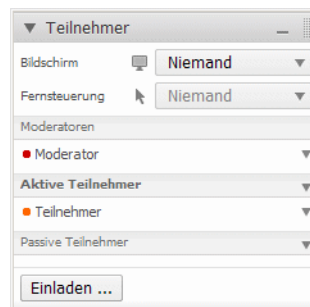 Teilnehmer
Bildschirm Niemand
Fernsteuerung Niemand
Moderatoren
Moderator
Aktive Teilnehmer
Teilnehmer
Passive Teilnehmer
Einladen ...